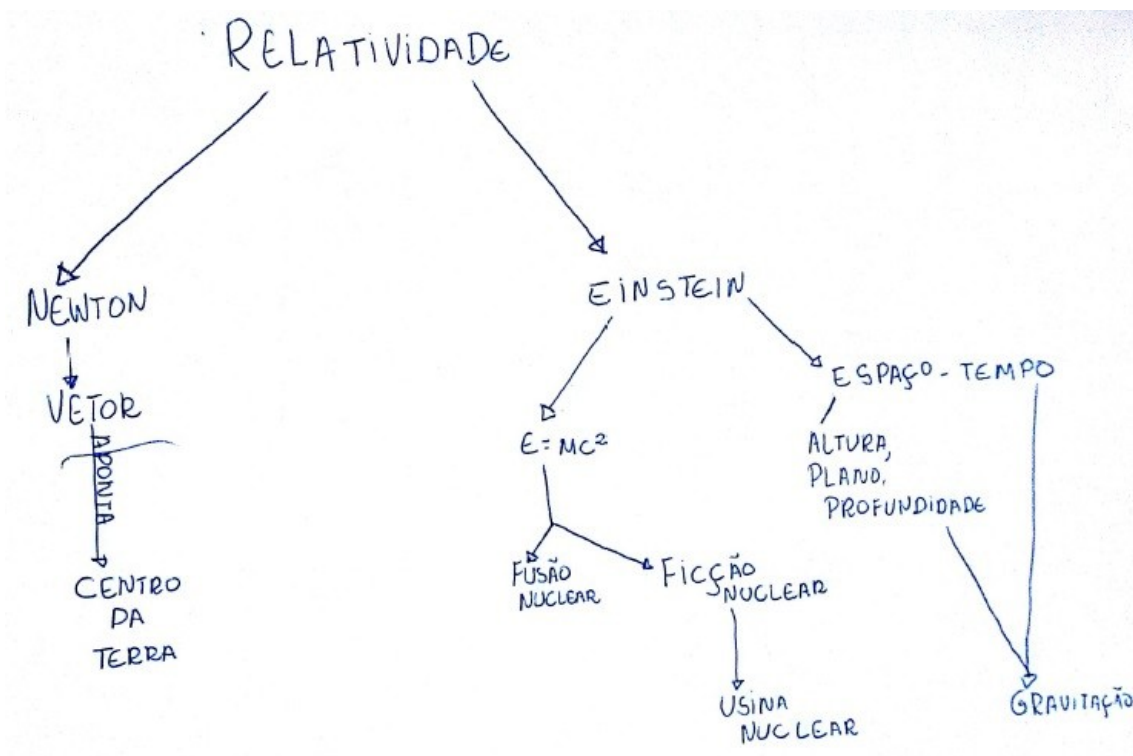 RELATIVIDADE
NEWTON
VETOR
APONTA
CENTRO
DA
TERRA
EINSTEIN
E=MC²
FUSÃO
NUCLEAR
FICÇÃO
NUCLEAR
USINA
NUCLEAR
ESPAÇO-TEMPO
ALTURA,
PLANO,
PROFUNDIDADE
GRAVITAÇÃO